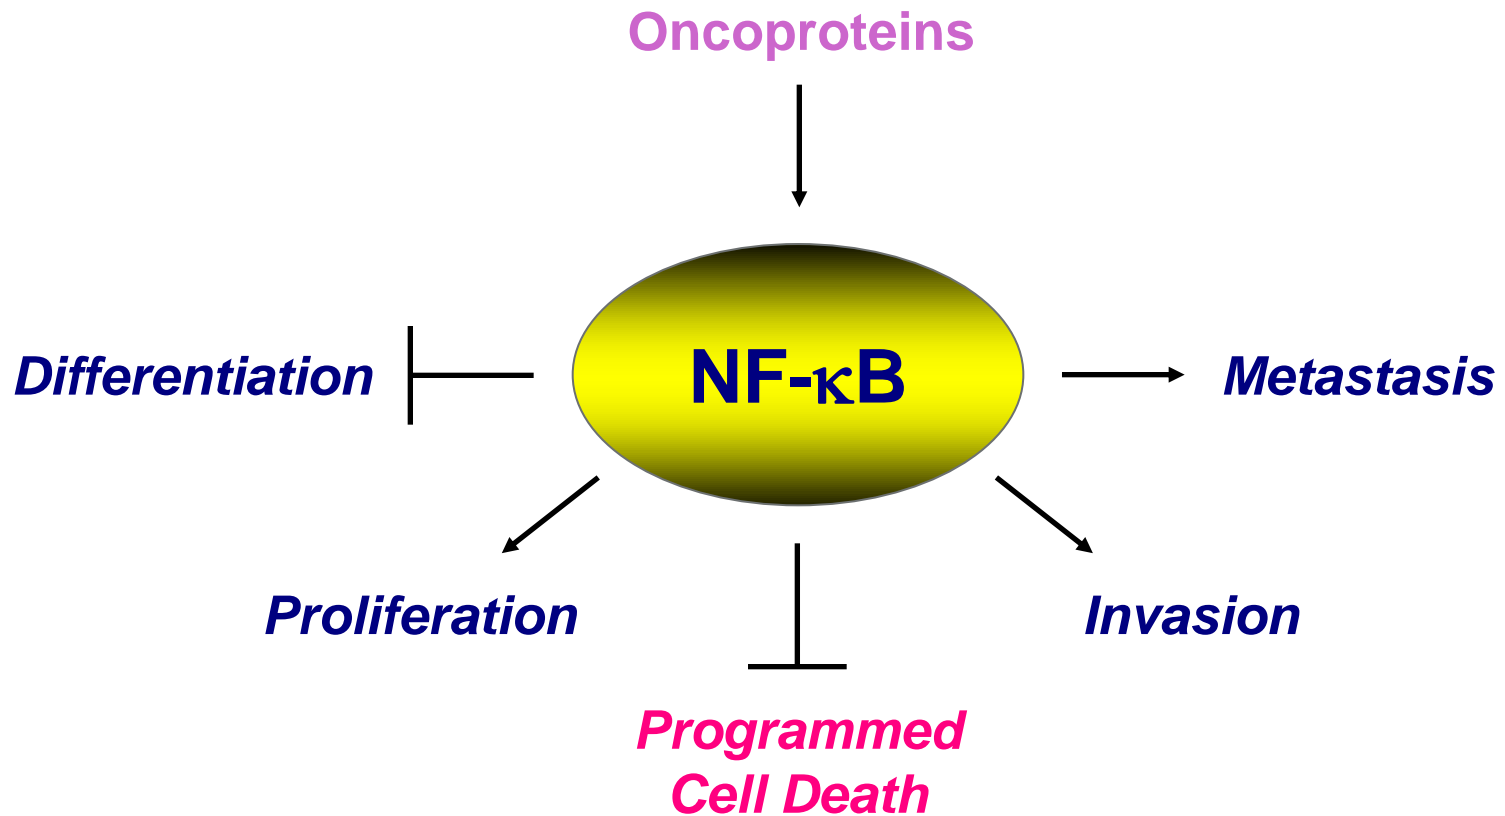 Oncoproteins
Differentiation
NF-κB
Metastasis
Proliferation
Invasion
Programmed
Cell Death